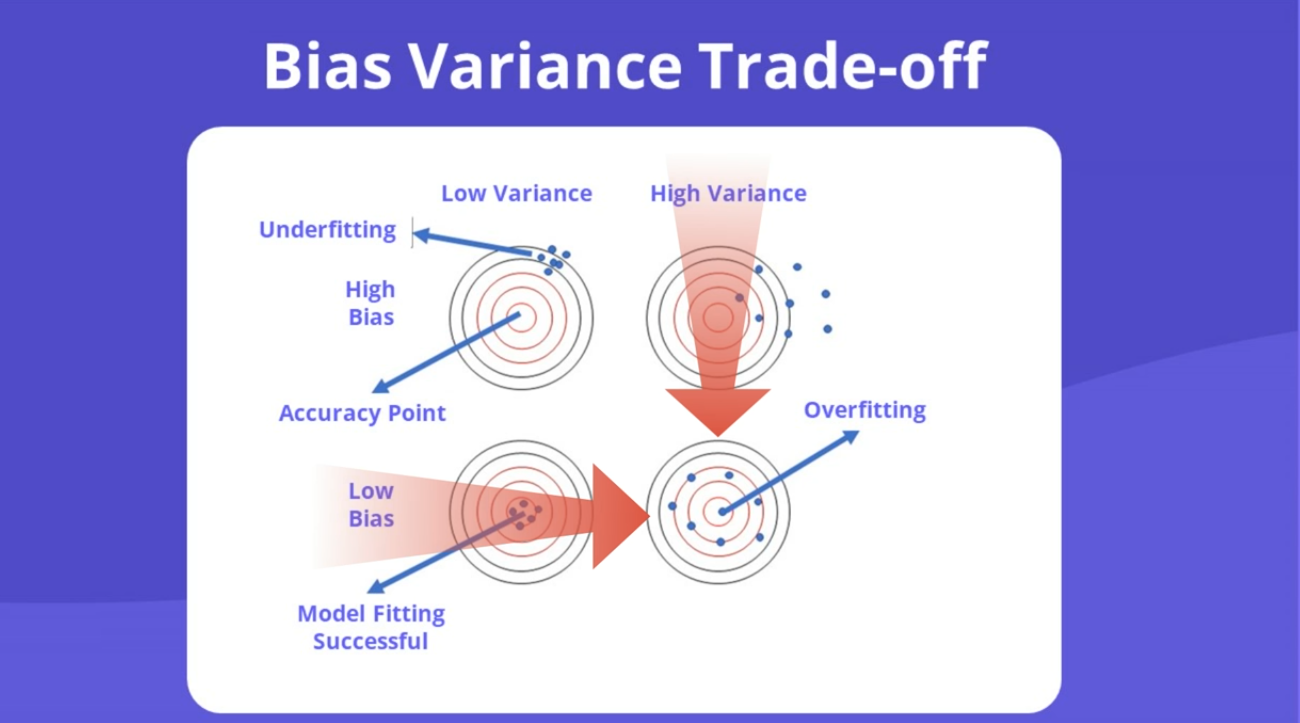 Bias Variance Trade-off
Low Variance
High Variance
Underfitting
High
Bias
Accuracy Point
Overfitting
Low
Bias
Model Fitting
Successful